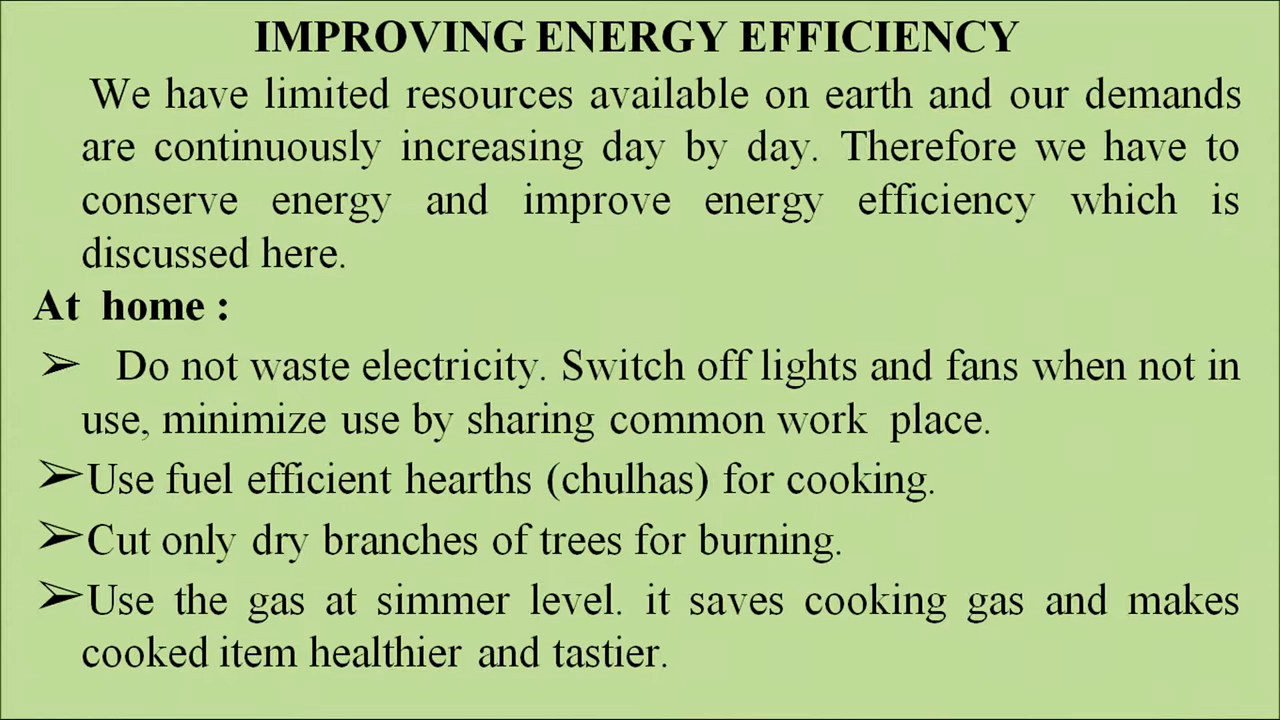 IMPROVING ENERGY EFFICIENCY
We have limited resources available on earth and our demands
are continuously increasing day by day. Therefore we have to
conserve energy and improve energy efficiency which is
discussed here.
At home :
➢ Do not waste electricity. Switch off lights and fans when not in
use, minimize use by sharing common work place.
➢Use fuel efficient hearths (chulhas) for cooking.
➢Cut only dry branches of trees for burning.
➢Use the gas at simmer level. it saves cooking gas and makes
cooked item healthier and tastier.